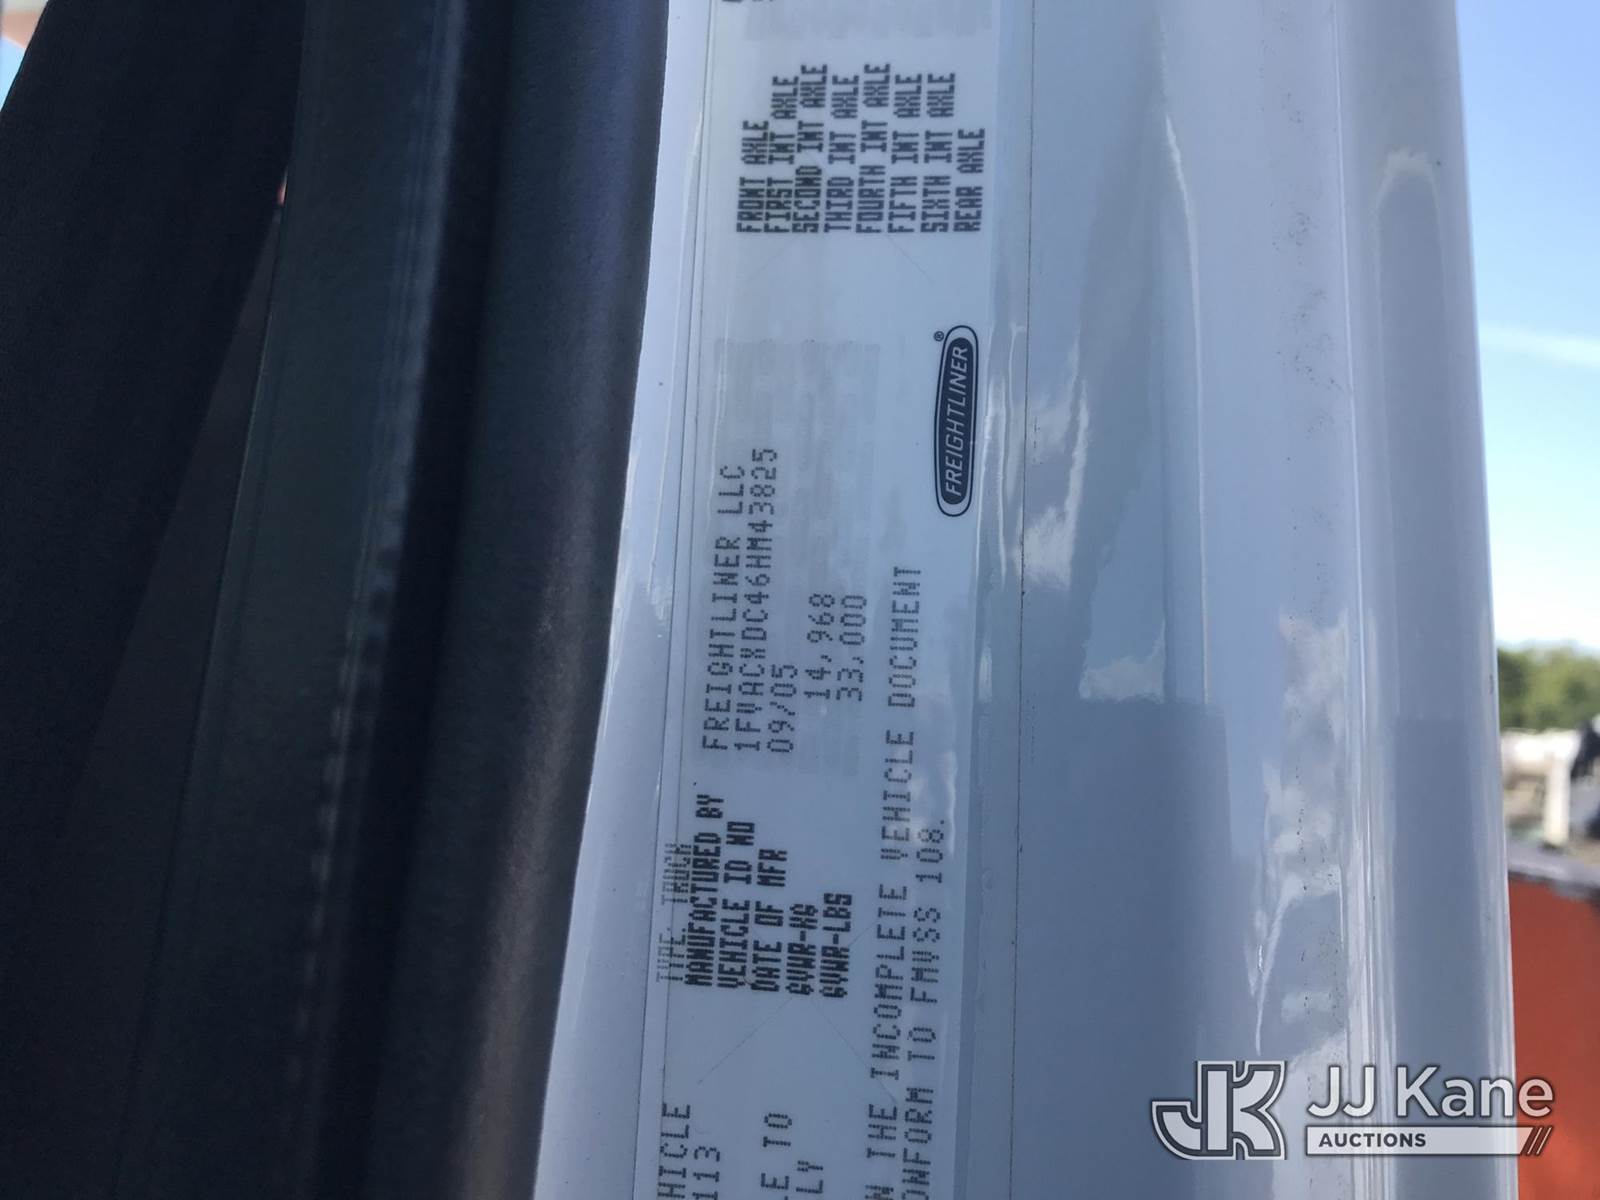 TYPE: TRUCK
MANUFACTURED BY FREIGHTLINER LLC
VEHICLE ID NO 1FVACXDC46HM43825
DATE OF MFR 09/05
GVWR-KG 14,968
GVWR-LBS 33,000
N THE INCOMPLETE VEHICLE DOCUMENT
ONFORM TO FMVSS 108.
HICLE
113
LE TO
LLY
FREIGHTLINER®
FRONT AXLE
FIRST INT AXLE
SECOND INT AXLE
THIRD INT AXLE
FOURTH INT AXLE
FIFTH INT AXLE
SIXTH INT AXLE
REAR AXLE
JK JJ Kane
AUCTIONS